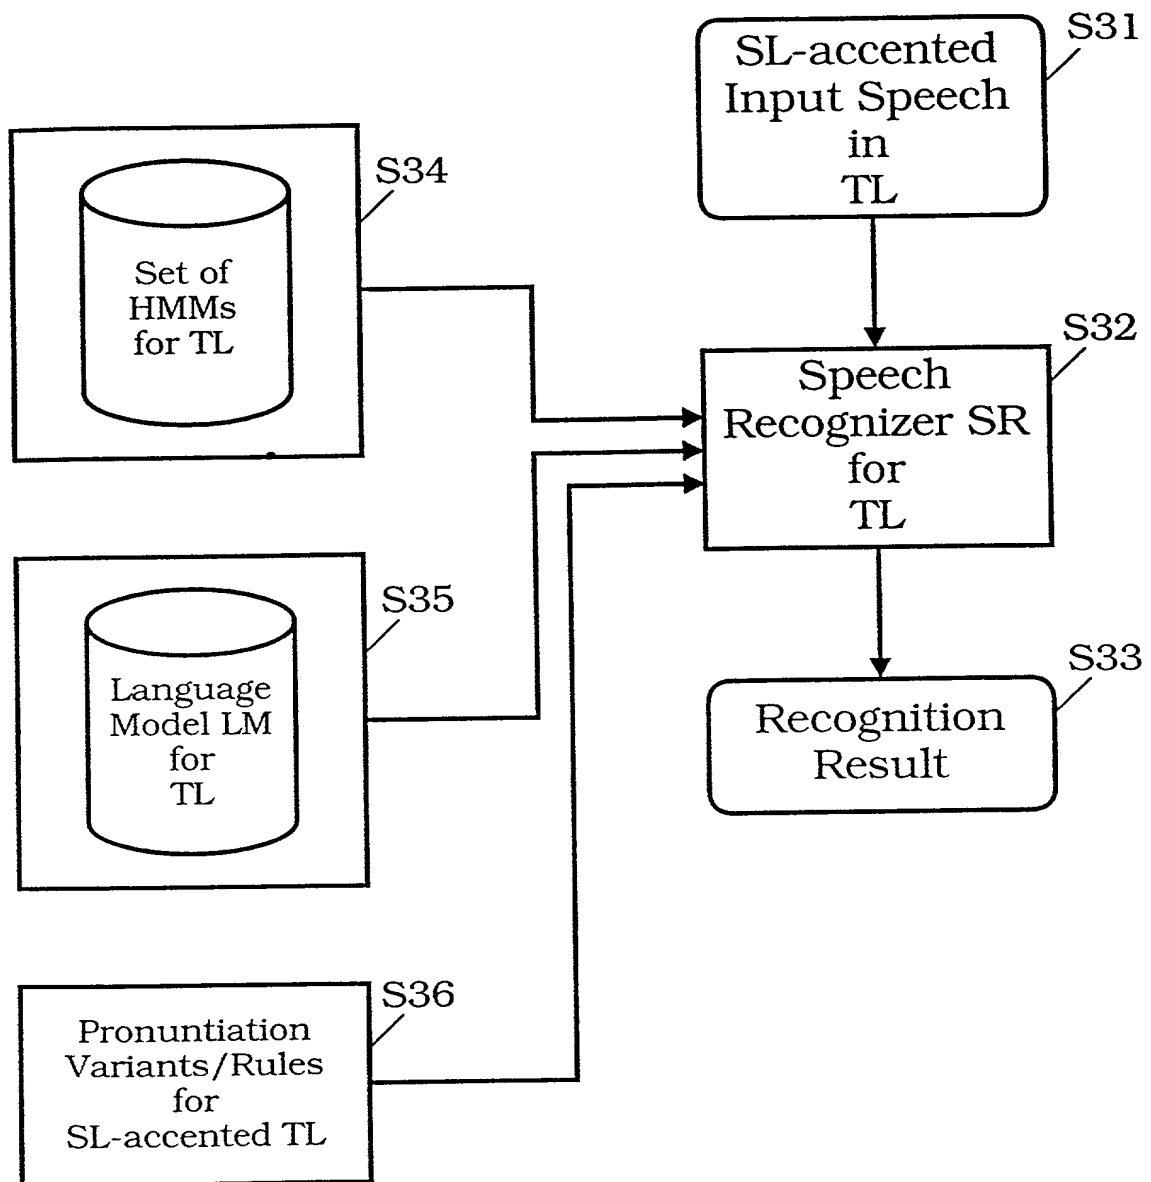 S31
SL-accented
Input Speech
in
TL
S34
Set of
HMMs
for TL
S32
Speech
Recognizer SR
for
TL
S35
Language
Model LM
for
TL
S33
Recognition
Result
S36
Pronuntiation
Variants/Rules
for
SL-accented TL